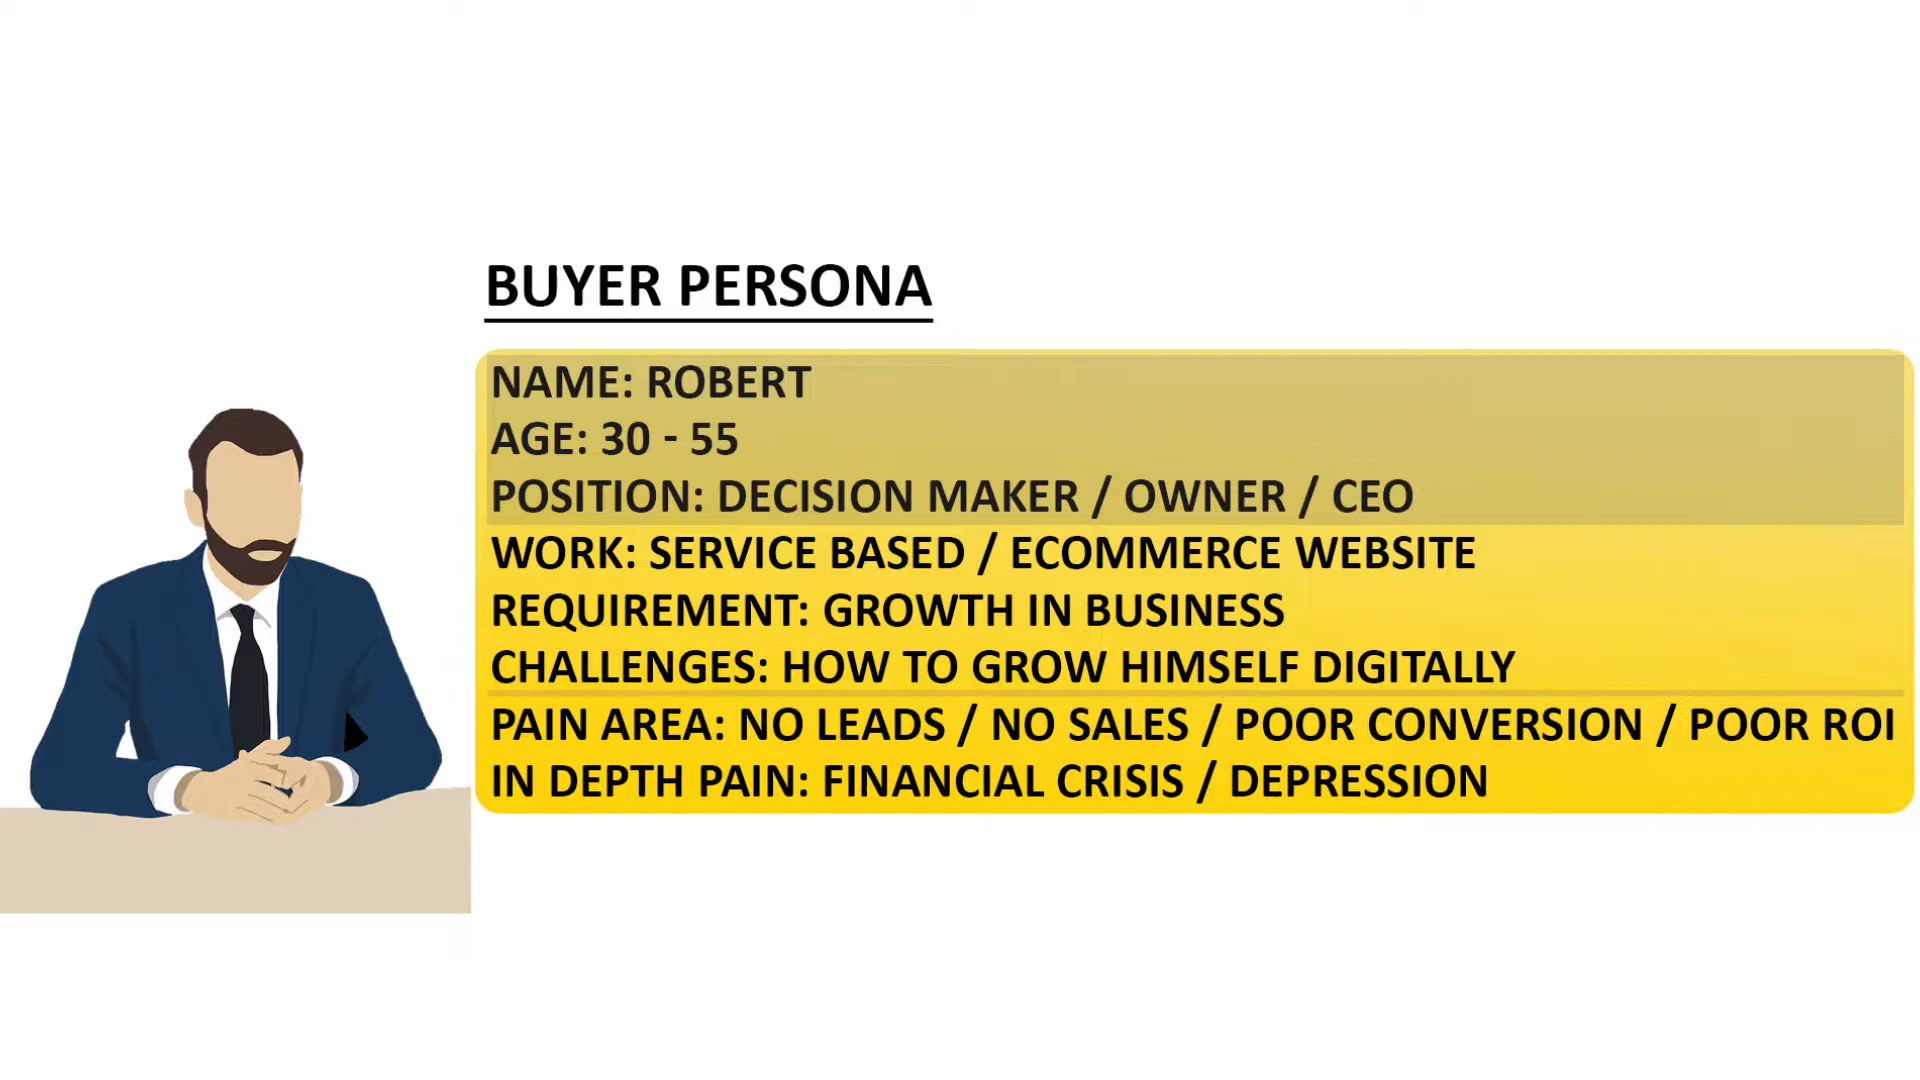 BUYER PERSONA
NAME: ROBERT
AGE: 30 - 55
POSITION: DECISION MAKER / OWNER / CEO
WORK: SERVICE BASED / ECOMMERCE WEBSITE
REQUIREMENT: GROWTH IN BUSINESS
CHALLENGES: HOW TO GROW HIMSELF DIGITALLY
PAIN AREA: NO LEADS / NO SALES / POOR CONVERSION / POOR ROI
IN DEPTH PAIN: FINANCIAL CRISIS / DEPRESSION